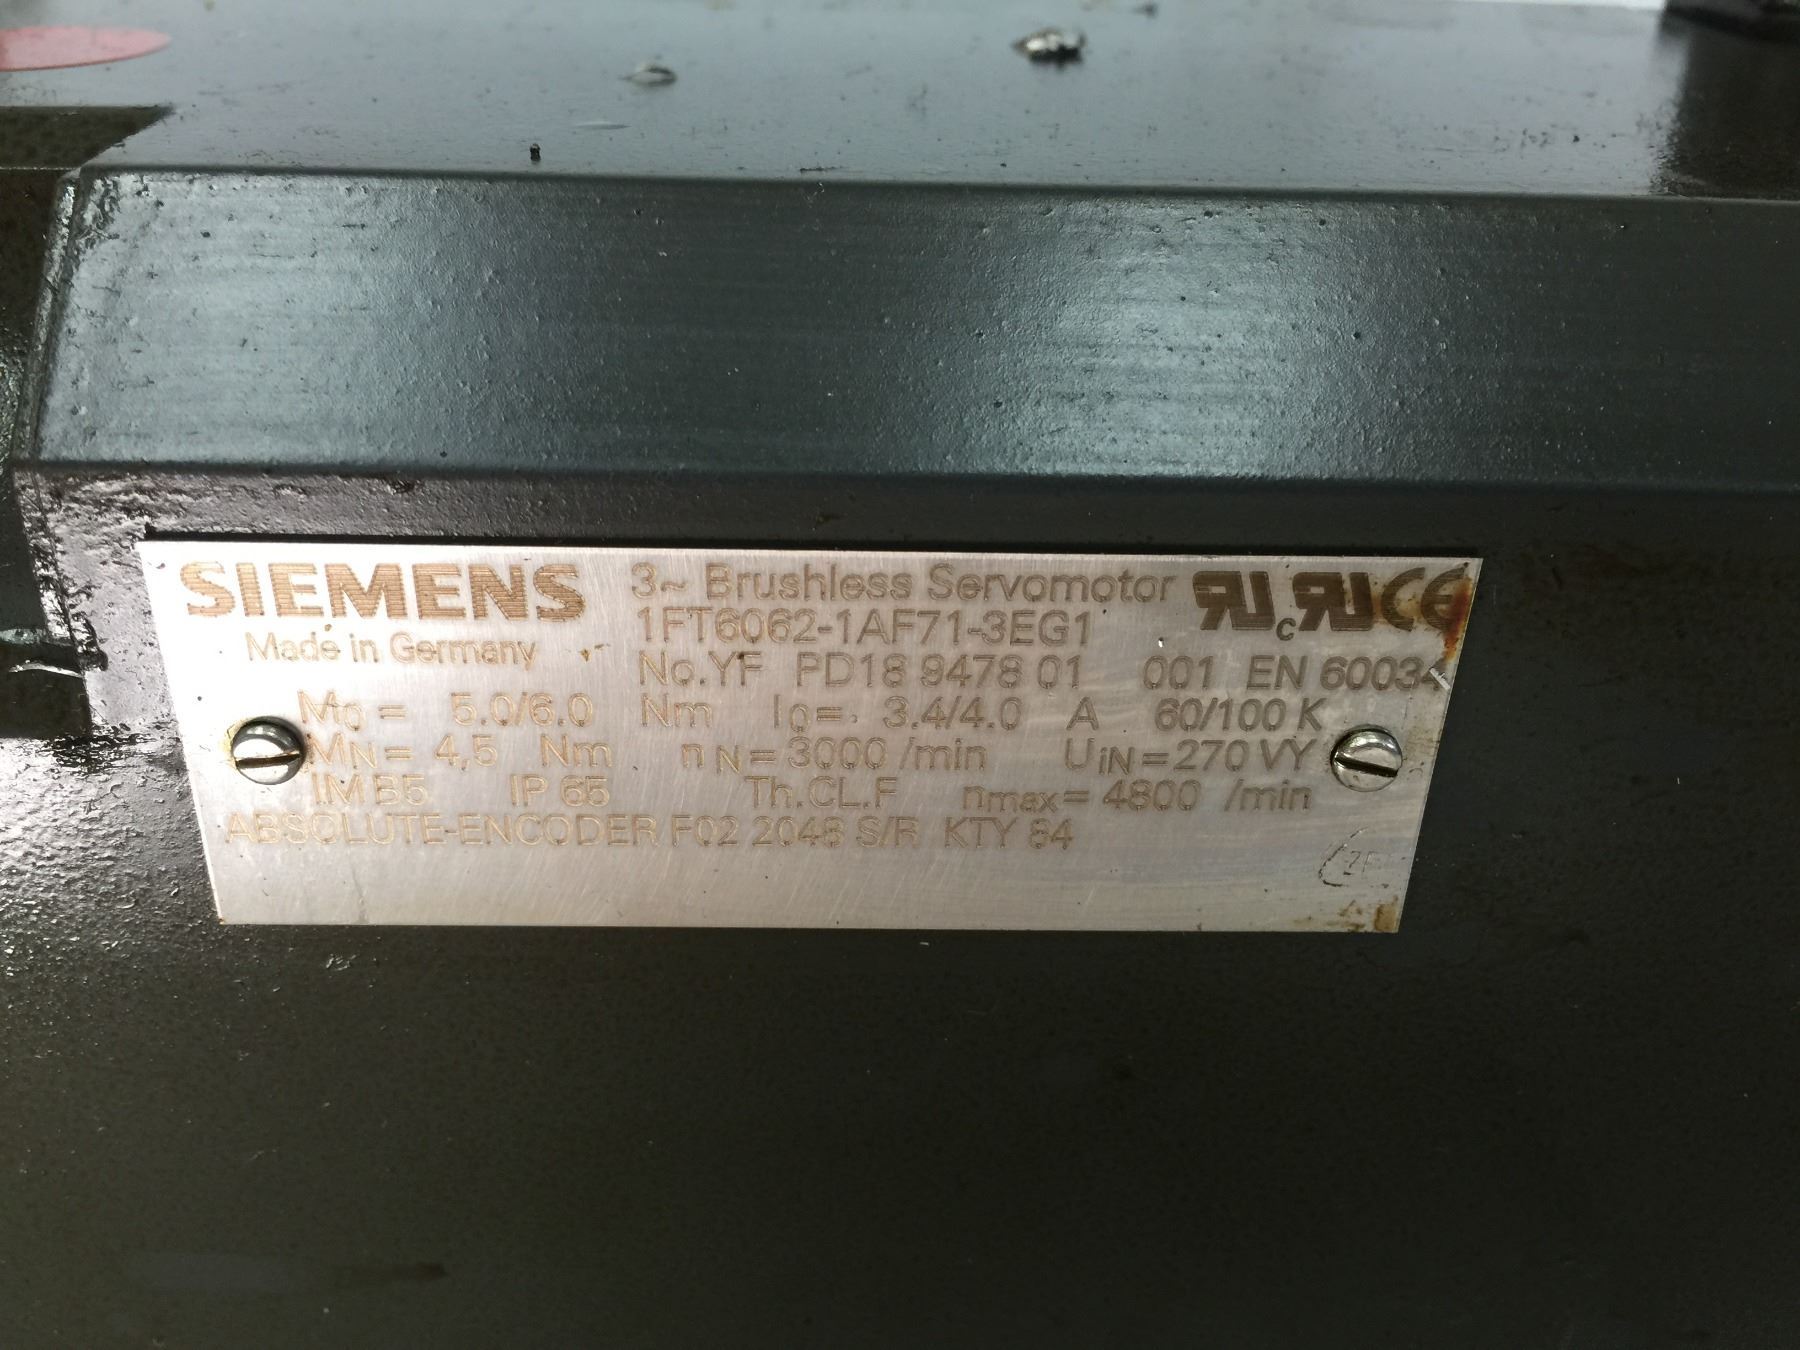 SIEMENS 3~ Brushless Servomotor
Made in Germany 1FT6062-1AF71-3EG1
No.YF PD18 9478 01 001 EN 60034
M0 = 5.0/6.0 Nm I0 = 3.4/4.0 A 60/100 K
MN = 4,5 Nm nN = 3000 /min UiN = 270 VY
IM B5 IP 65 Th.CL.F nmax = 4800 /min
ABSOLUTE-ENCODER F02 2048 S/R KTY 84